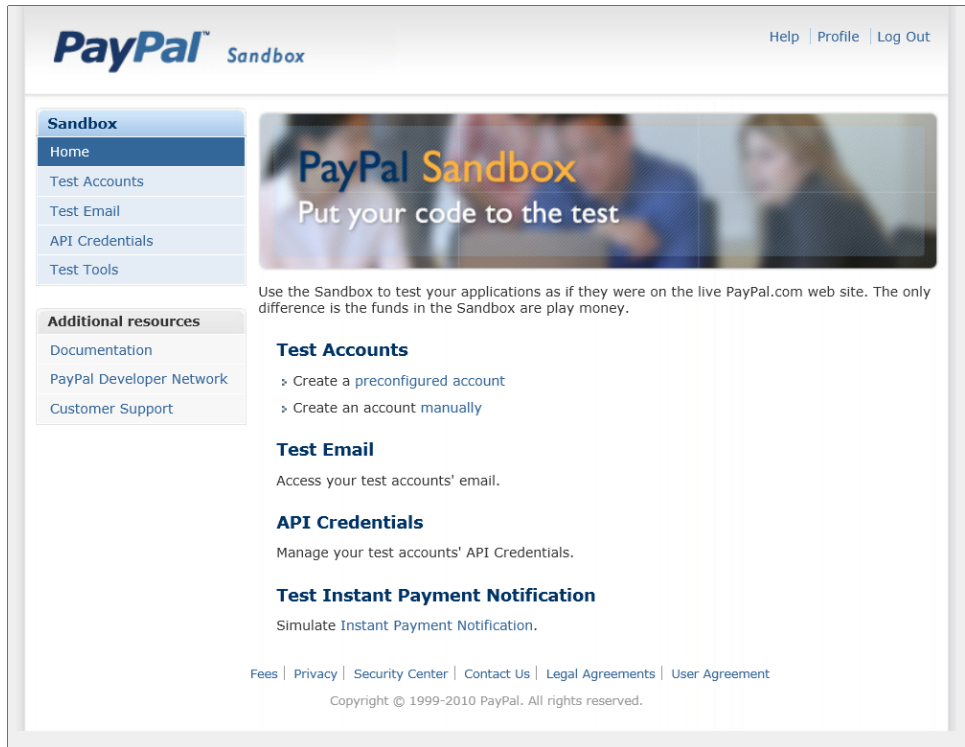 PayPal™ Sandbox
Help | Profile | Log Out
Sandbox
Home
Test Accounts
Test Email
API Credentials
Test Tools
Additional resources
Documentation
PayPal Developer Network
Customer Support
PayPal Sandbox
Put your code to the test
Use the Sandbox to test your applications as if they were on the live PayPal.com web site. The only
difference is the funds in the Sandbox are play money.
Test Accounts
Create a preconfigured account
Create an account manually
Test Email
Access your test accounts' email.
API Credentials
Manage your test accounts' API Credentials.
Test Instant Payment Notification
Simulate Instant Payment Notification.
Fees | Privacy | Security Center | Contact Us | Legal Agreements | User Agreement
Copyright © 1999-2010 PayPal. All rights reserved.